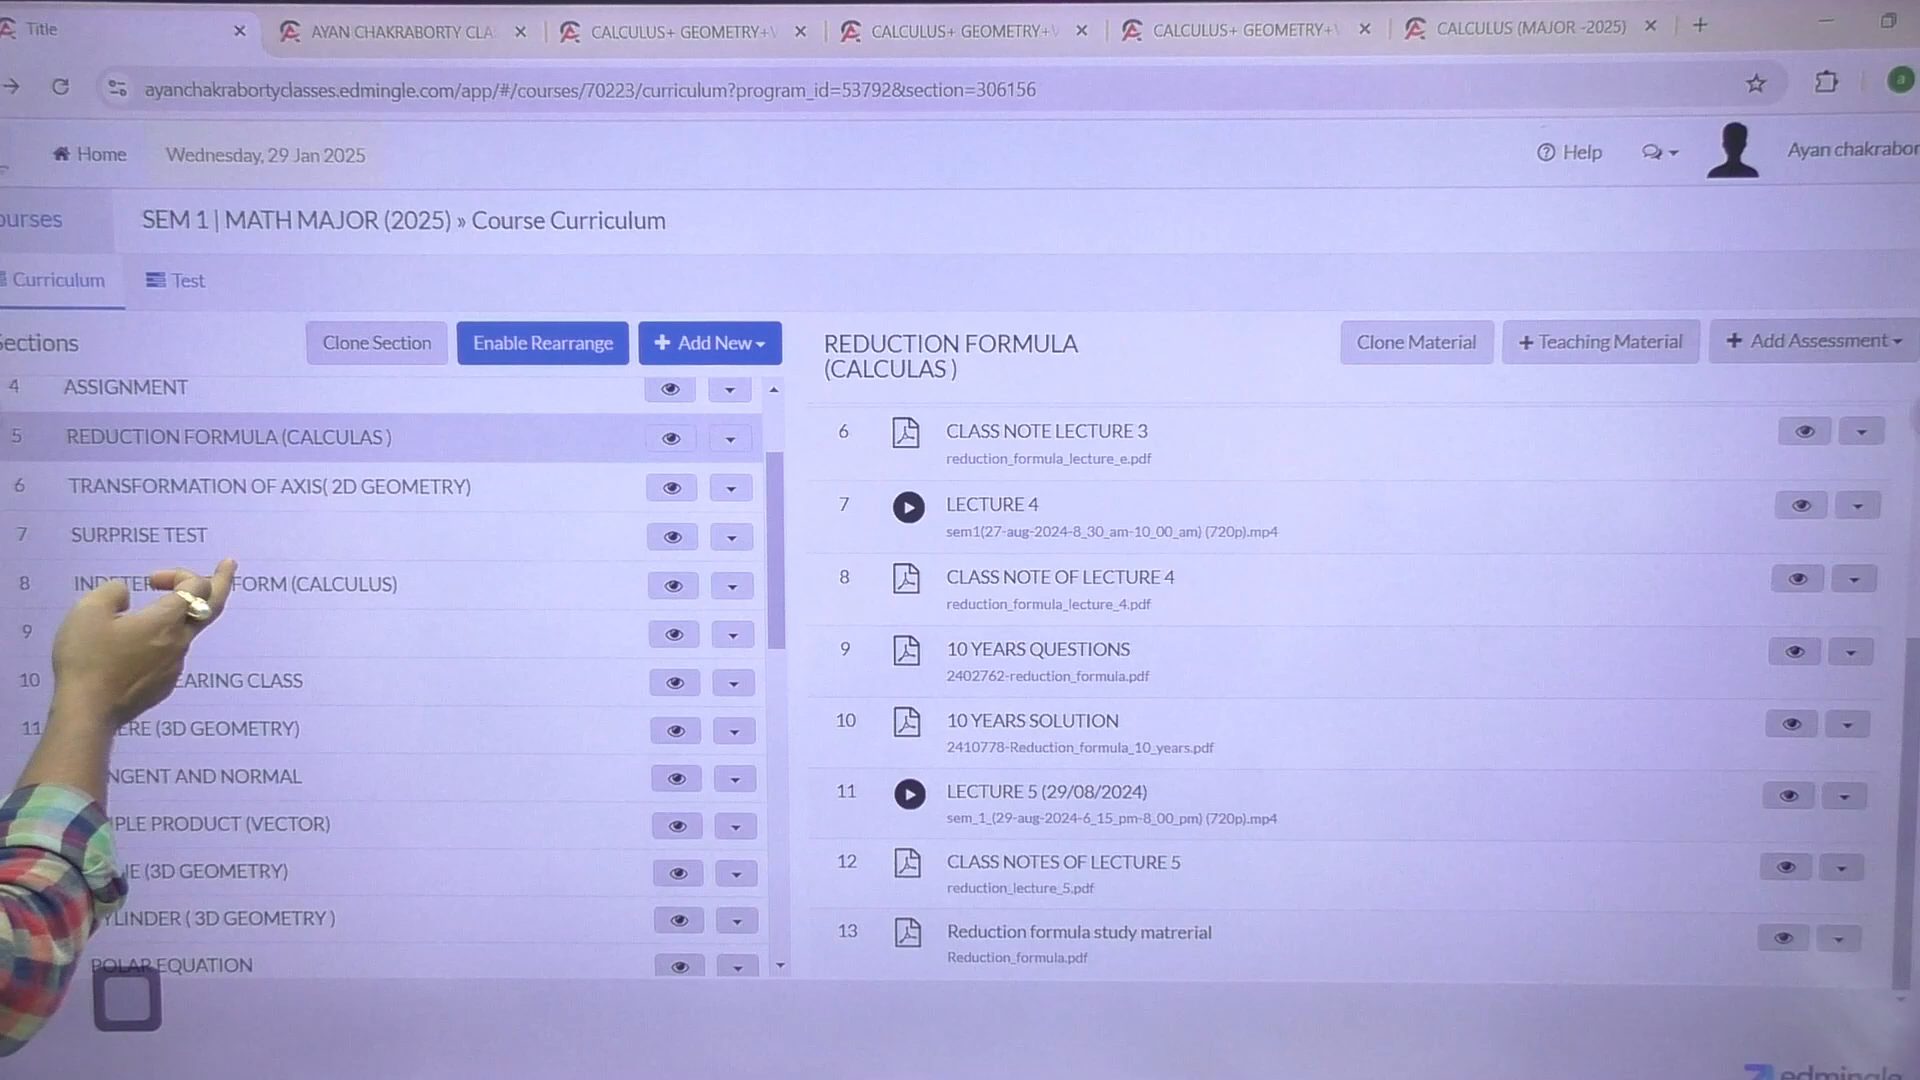 Title
AYAN CHAKRABORTY CLA
CALCULUS+ GEOMETRY+V
CALCULUS+ GEOMETRY+V
CALCULUS+ GEOMETRY+V
CALCULUS (MAJOR -2025)
ayanchakrabortyclasses.edmingle.com/app/#/courses/70223/curriculum?program_id=53792&section=306156
a
Home
Wednesday, 29 Jan 2025
Help
Ayan chakrabor
ourses
SEM 1 | MATH MAJOR (2025) » Course Curriculum
Curriculum
Test
Sections
Clone Section
Enable Rearrange
+ Add New
4 ASSIGNMENT
5 REDUCTION FORMULA (CALCULAS )
6 TRANSFORMATION OF AXIS( 2D GEOMETRY)
7 SURPRISE TEST
8 INDETER FORM (CALCULUS)
9
10 EARING CLASS
11 ERE (3D GEOMETRY)
NGENT AND NORMAL
IPLE PRODUCT (VECTOR)
NE (3D GEOMETRY)
YLINDER ( 3D GEOMETRY )
POLAR EQUATION
REDUCTION FORMULA
(CALCULAS )
Clone Material
+ Teaching Material
+ Add Assessment
6 CLASS NOTE LECTURE 3
reduction_formula_lecture_e.pdf
7 LECTURE 4
sem1(27-aug-2024-8_30_am-10_00_am) (720p).mp4
8 CLASS NOTE OF LECTURE 4
reduction_formula_lecture_4.pdf
9 10 YEARS QUESTIONS
2402762-reduction_formula.pdf
10 10 YEARS SOLUTION
2410778-Reduction_formula_10_years.pdf
11 LECTURE 5 (29/08/2024)
sem_1_(29-aug-2024-6_15_pm-8_00_pm) (720p).mp4
12 CLASS NOTES OF LECTURE 5
reduction_lecture_5.pdf
13 Reduction formula study matrerial
Reduction_formula.pdf
edmingle